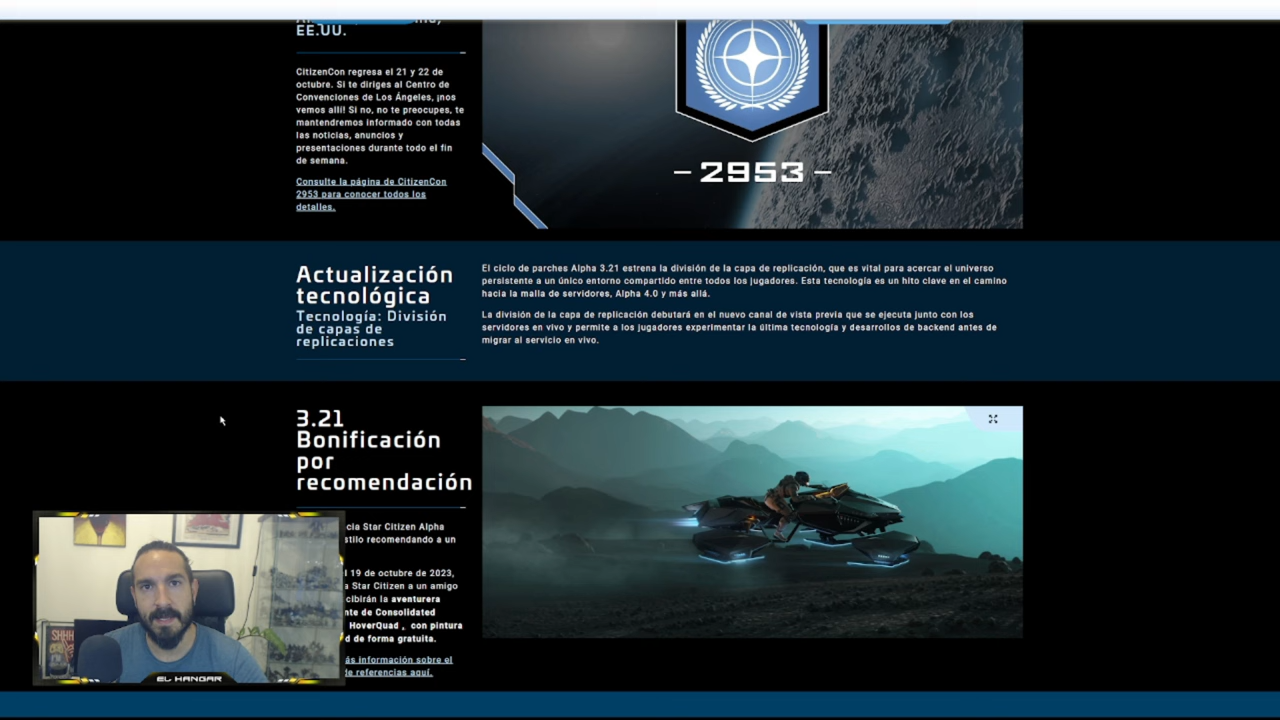 EE.UU.
CitizenCon regresa el 21 y 22 de
octubre. Si te diriges al Centro de
Convenciones de Los Ángeles, ¡nos
vemos allí! Si no, no te preocupes, te
mantendremos informado con todas
las noticias, anuncios y
presentaciones durante todo el fin
de semana.
Consulte la página de CitizenCon
2953 para conocer todos los
detalles.
– 2953 –
Actualización
tecnológica
Tecnología: División
de capas de
replicaciones
El ciclo de parches Alpha 3.21 estrena la división de la capa de replicación, que es vital para acercar el universo
persistente a un único entorno compartido entre todos los jugadores. Esta tecnología es un hito clave en el camino
hacia la malla de servidores, Alpha 4.0 y más allá.
La división de la capa de replicación debutará en el nuevo canal de vista previa que se ejecuta junto con los
servidores en vivo y permite a los jugadores experimentar la última tecnología y desarrollos de backend antes de
migrar al servicio en vivo.
3.21
Bonificación
por
recomendación
cia Star Citizen Alpha
stilo recomendando a un
l 19 de octubre de 2023,
a Star Citizen a un amigo
cibirán la aventurera
nte de Consolidated
HoverQuad , con pintura
d de forma gratuita.
ás información sobre el
de referencias aquí.
SHHH
EL HANGAR